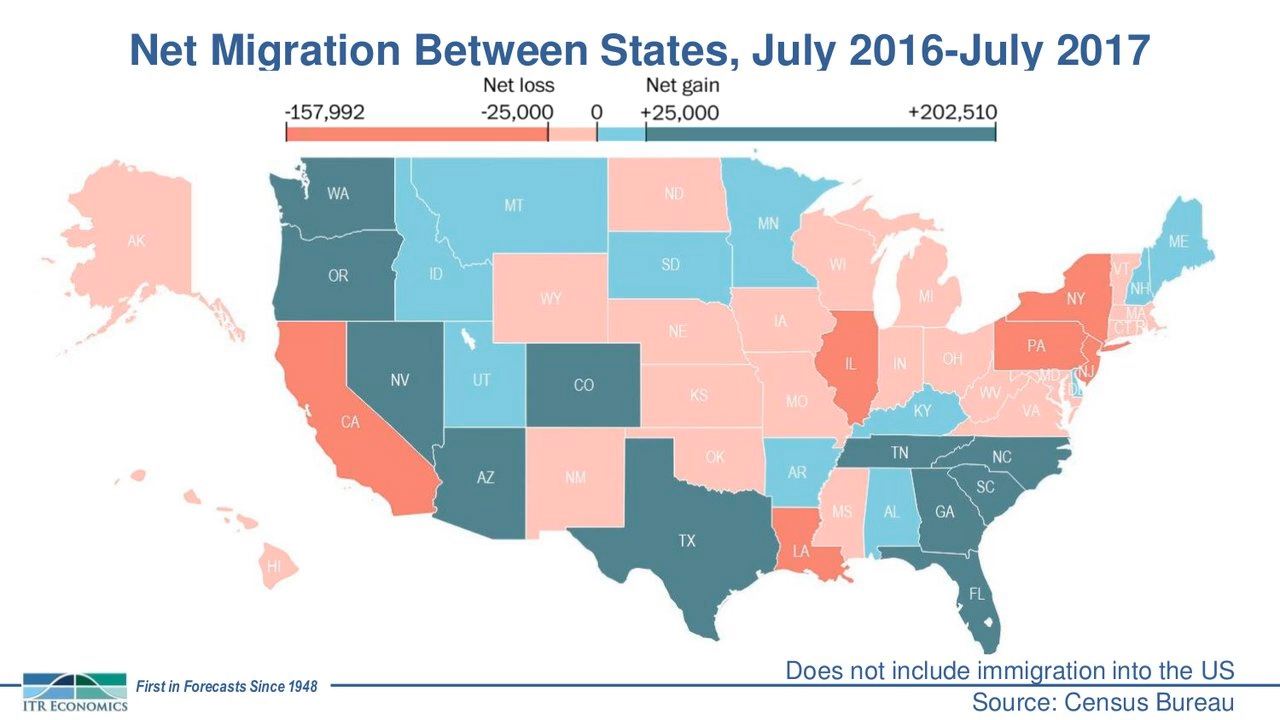 Net Migration Between States, July 2016-July 2017
Net loss Net gain
-157,992 -25,000 0 +25,000 +202,510
WA
MT
ND
MN
AK
OR
ID
SD
WI
MI
NY
VT
NH
ME
MA
CT
WY
NE
IA
IL
IN
OH
PA
NJ
MD
NV
UT
CO
KS
MO
KY
WV
VA
CA
AZ
NM
OK
AR
TN
NC
SC
MS
AL
GA
TX
LA
HI
FL
Does not include immigration into the US
First in Forecasts Since 1948
ITR ECONOMICS
Source: Census Bureau